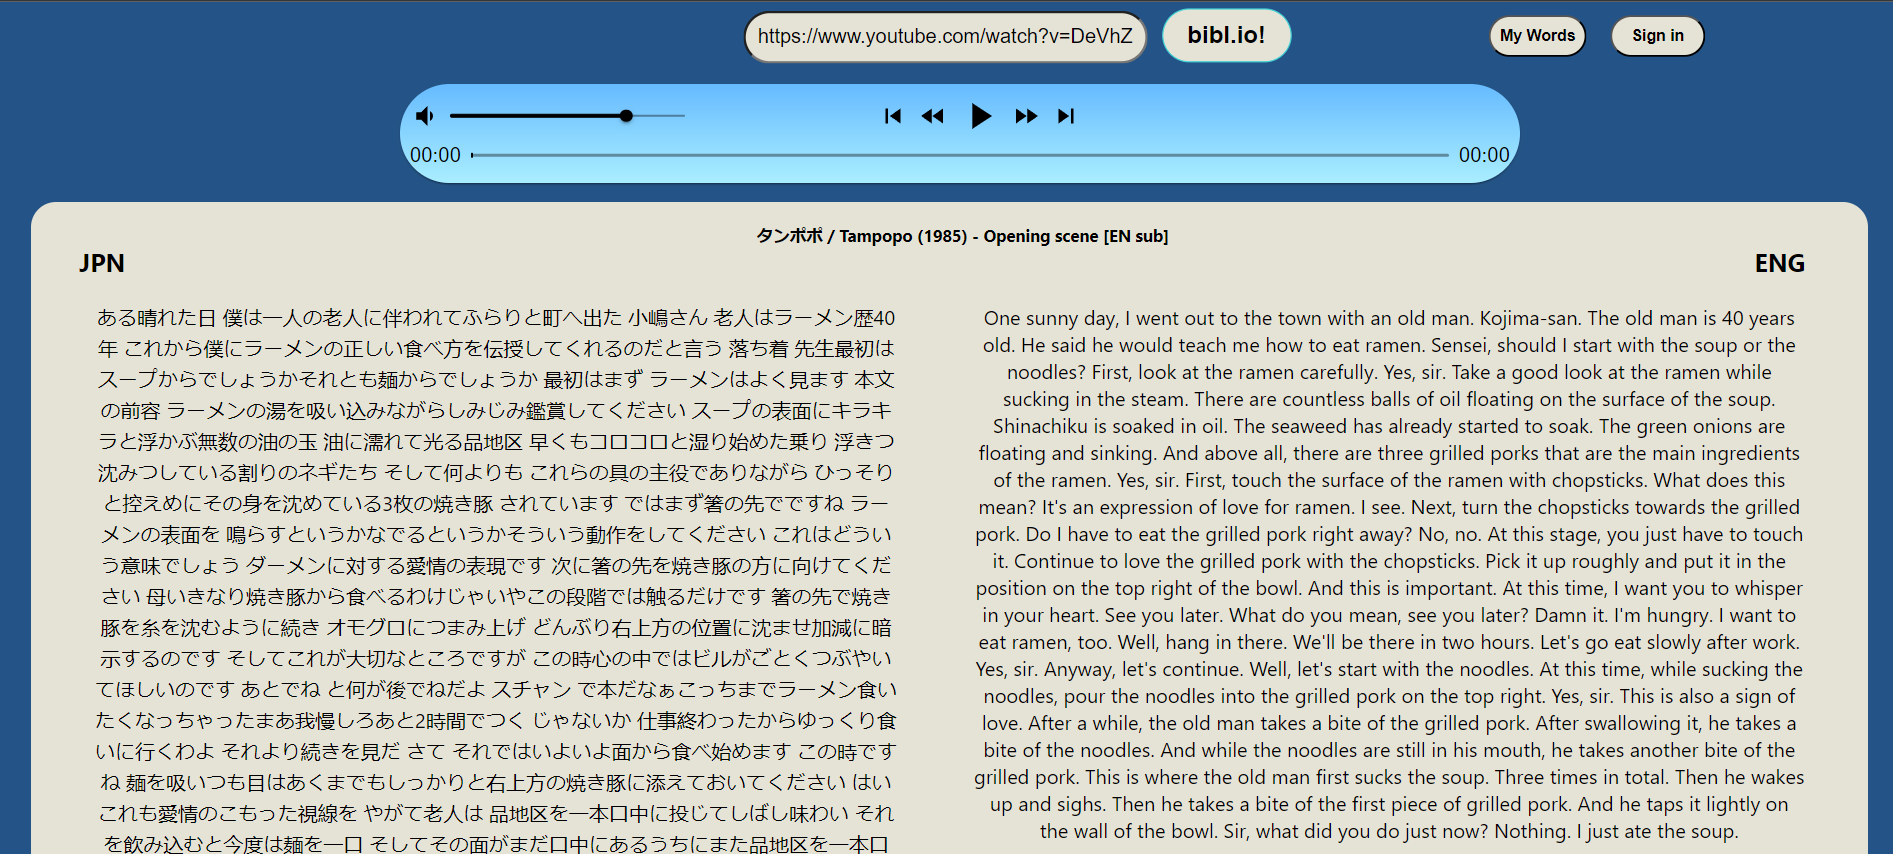 https://www.youtube.com/watch?v=DeVhZ
bibl.io!
My Words
Sign in
00:00
00:00
タンポポ / Tampopo (1985) - Opening scene [EN sub]
JPN
ENG
ある晴れた日 僕は一人の老人に伴われてふらりと町へ出た 小嶋さん 老人はラーメン歴40
年 これから僕にラーメンの正しい食べ方を伝授してくれるのだと言う 落ち着 先生最初は
スープからでしょうかそれとも麺からでしょうか 最初はまず ラーメンはよく見ます 本文
の前容 ラーメンの湯を吸い込みながらしみじみ鑑賞してください スープの表面にキラキ
ラと浮かぶ無数の油の玉 油に濡れて光る品地区 早くもコロコロと湿り始めた乗り 浮きつ
沈みつしている割りのネギたち そして何よりも これらの具の主役でありながら ひっそり
と控えめにその身を沈めている3枚の焼き豚 されています ではまず箸の先でですね ラー
メンの表面を 鳴らすというかなでるというかそういう動作をしてください これはどうい
う意味でしょう ダーメンに対する愛情の表現です 次に箸の先を焼き豚の方に向けてくだ
さい 母いきなり焼き豚から食べるわけじゃいやこの段階では触るだけです 箸の先で焼き
豚を糸を沈むように続き オモグロにつまみ上げ どんぶり右上方の位置に沈ませ加減に暗
示するのです そしてこれが大切なところですが この時心の中ではビルがごとくつぶやい
てほしいのです あとでね と何が後でねだよ スチャン で本だなぁこっちまでラーメン食い
たくなっちゃったまあ我慢しろあと2時間でつく じゃないか 仕事終わったからゆっくり食
いに行くわよ それより続きを見だ さて それではいよいよ面から食べ始めます この時です
ね 麺を吸いつも目はあくまでもしっかりと右上方の焼き豚に添えておいてください はい
これも愛情のこもった視線を やがて老人は 品地区を一本口中に投じてしばし味わい それ
を飲み込むと今度は麺を一口 そしてその面がまだ口中にあるうちにまた品地区を一本口
One sunny day, I went out to the town with an old man. Kojima-san. The old man is 40 years
old. He said he would teach me how to eat ramen. Sensei, should I start with the soup or the
noodles? First, look at the ramen carefully. Yes, sir. Take a good look at the ramen while
sucking in the steam. There are countless balls of oil floating on the surface of the soup.
Shinachiku is soaked in oil. The seaweed has already started to soak. The green onions are
floating and sinking. And above all, there are three grilled porks that are the main ingredients
of the ramen. Yes, sir. First, touch the surface of the ramen with chopsticks. What does this
mean? It's an expression of love for ramen. I see. Next, turn the chopsticks towards the grilled
pork. Do I have to eat the grilled pork right away? No, no. At this stage, you just have to touch
it. Continue to love the grilled pork with the chopsticks. Pick it up roughly and put it in the
position on the top right of the bowl. And this is important. At this time, I want you to whisper
in your heart. See you later. What do you mean, see you later? Damn it. I'm hungry. I want to
eat ramen, too. Well, hang in there. We'll be there in two hours. Let's go eat slowly after work.
Yes, sir. Anyway, let's continue. Well, let's start with the noodles. At this time, while sucking the
noodles, pour the noodles into the grilled pork on the top right. Yes, sir. This is also a sign of
love. After a while, the old man takes a bite of the grilled pork. After swallowing it, he takes a
bite of the noodles. And while the noodles are still in his mouth, he takes another bite of the
grilled pork. This is where the old man first sucks the soup. Three times in total. Then he wakes
up and sighs. Then he takes a bite of the first piece of grilled pork. And he taps it lightly on
the wall of the bowl. Sir, what did you do just now? Nothing. I just ate the soup.